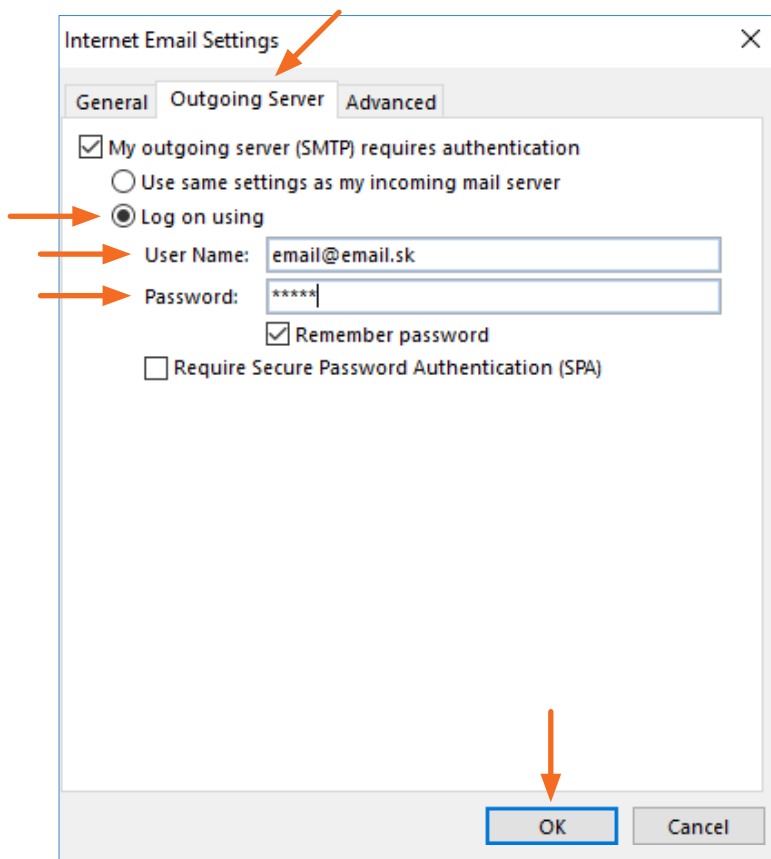 Internet Email Settings
General Outgoing Server Advanced
My outgoing server (SMTP) requires authentication
Use same settings as my incoming mail server
Log on using
User Name: email@email.sk
Password: *****
Remember password
Require Secure Password Authentication (SPA)
OK Cancel